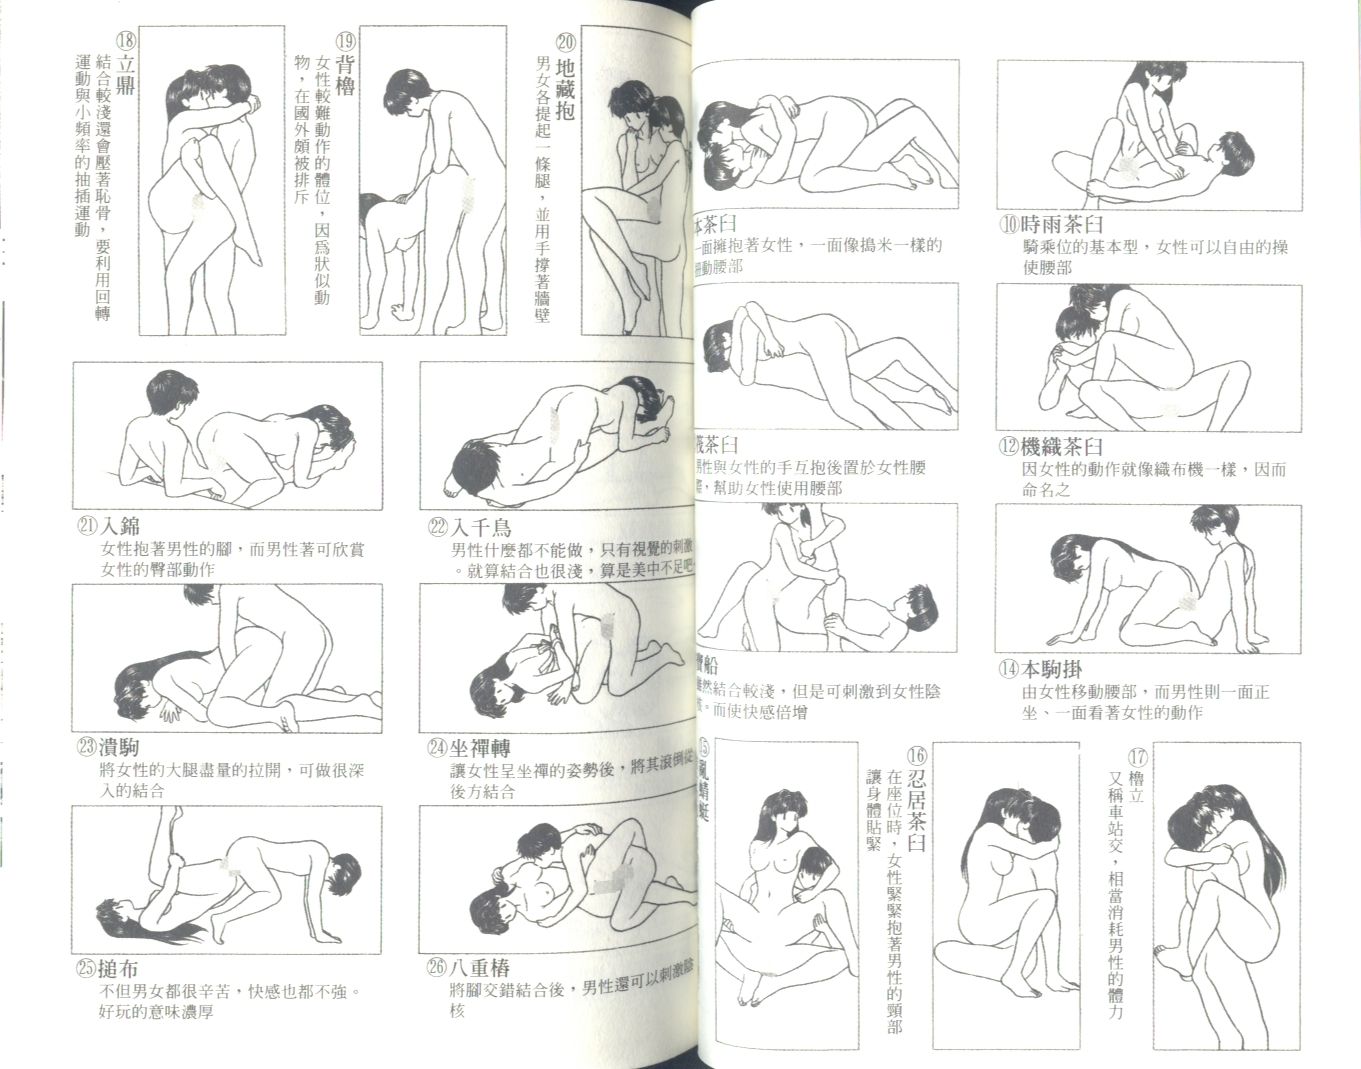 ⑱立鼎
結合較淺還會壓著恥骨，要利用回轉
運動與小頻率的抽插運動
⑲背櫓
女性較難動作的體位，因爲狀似動
物，在國外頗被排斥
⑳地藏抱
男女各提起一條腿，並用手撐著牆壁
㉑入錦
女性抱著男性的腳，而男性著可欣賞
女性的臀部動作
㉒入千鳥
男性什麼都不能做，只有視覺的刺激
。就算結合也很淺，算是美中不足吧
㉓潰駒
將女性的大腿盡量的拉開，可做很深
入的結合
㉔坐禪轉
讓女性呈坐禪的姿勢後，將其滾倒從
後方結合
㉕搥布
不但男女都很辛苦，快感也都不強。
好玩的意味濃厚
㉖八重椿
將腳交錯結合後，男性還可以刺激陰
核
本茶臼
一面擁抱著女性，一面像搗米一樣的
動腰部
⑩時雨茶臼
騎乘位的基本型，女性可以自由的操
使腰部
茶臼
男性與女性的手互抱後置於女性腰
，幫助女性使用腰部
⑫機織茶臼
因女性的動作就像織布機一樣，因而
命名之
寶船
雖然結合較淺，但是可刺激到女性陰
核。而使快感倍增
⑭本駒掛
由女性移動腰部，而男性則一面正
坐、一面看著女性的動作
⑮亂蜻蜓
⑯忍居茶臼
在座位時，女性緊緊抱著男性的頸部
讓身體貼緊
⑰櫓立
又稱車站交，相當消耗男性的體力